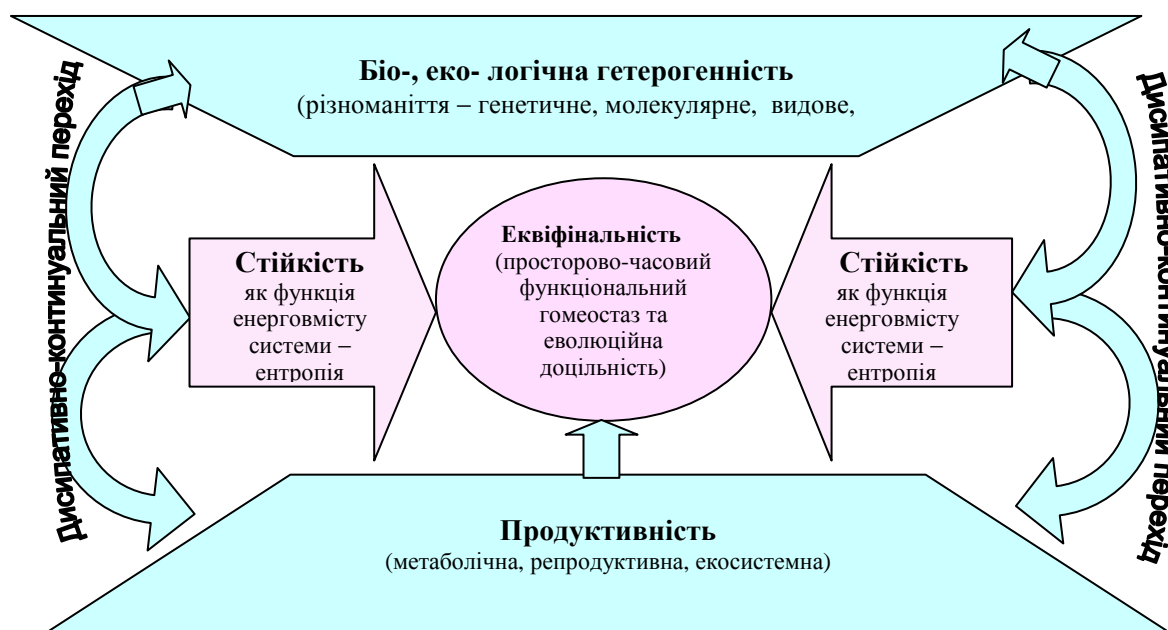 Біо-, еко- логічна гетерогенність
(різноманіття – генетичне, молекулярне, видове,
Дисипативно-континуальний перехід
Стійкість
як функція
енерговмісту
системи –
ентропія
Еквіфінальність
(просторово-часовий
функціональний
гомеостаз та
еволюційна
доцільність)
Стійкість
як функція
енерговмісту
системи –
ентропія
Дисипативно-континуальний перехід
Продуктивність
(метаболічна, репродуктивна, екосистемна)